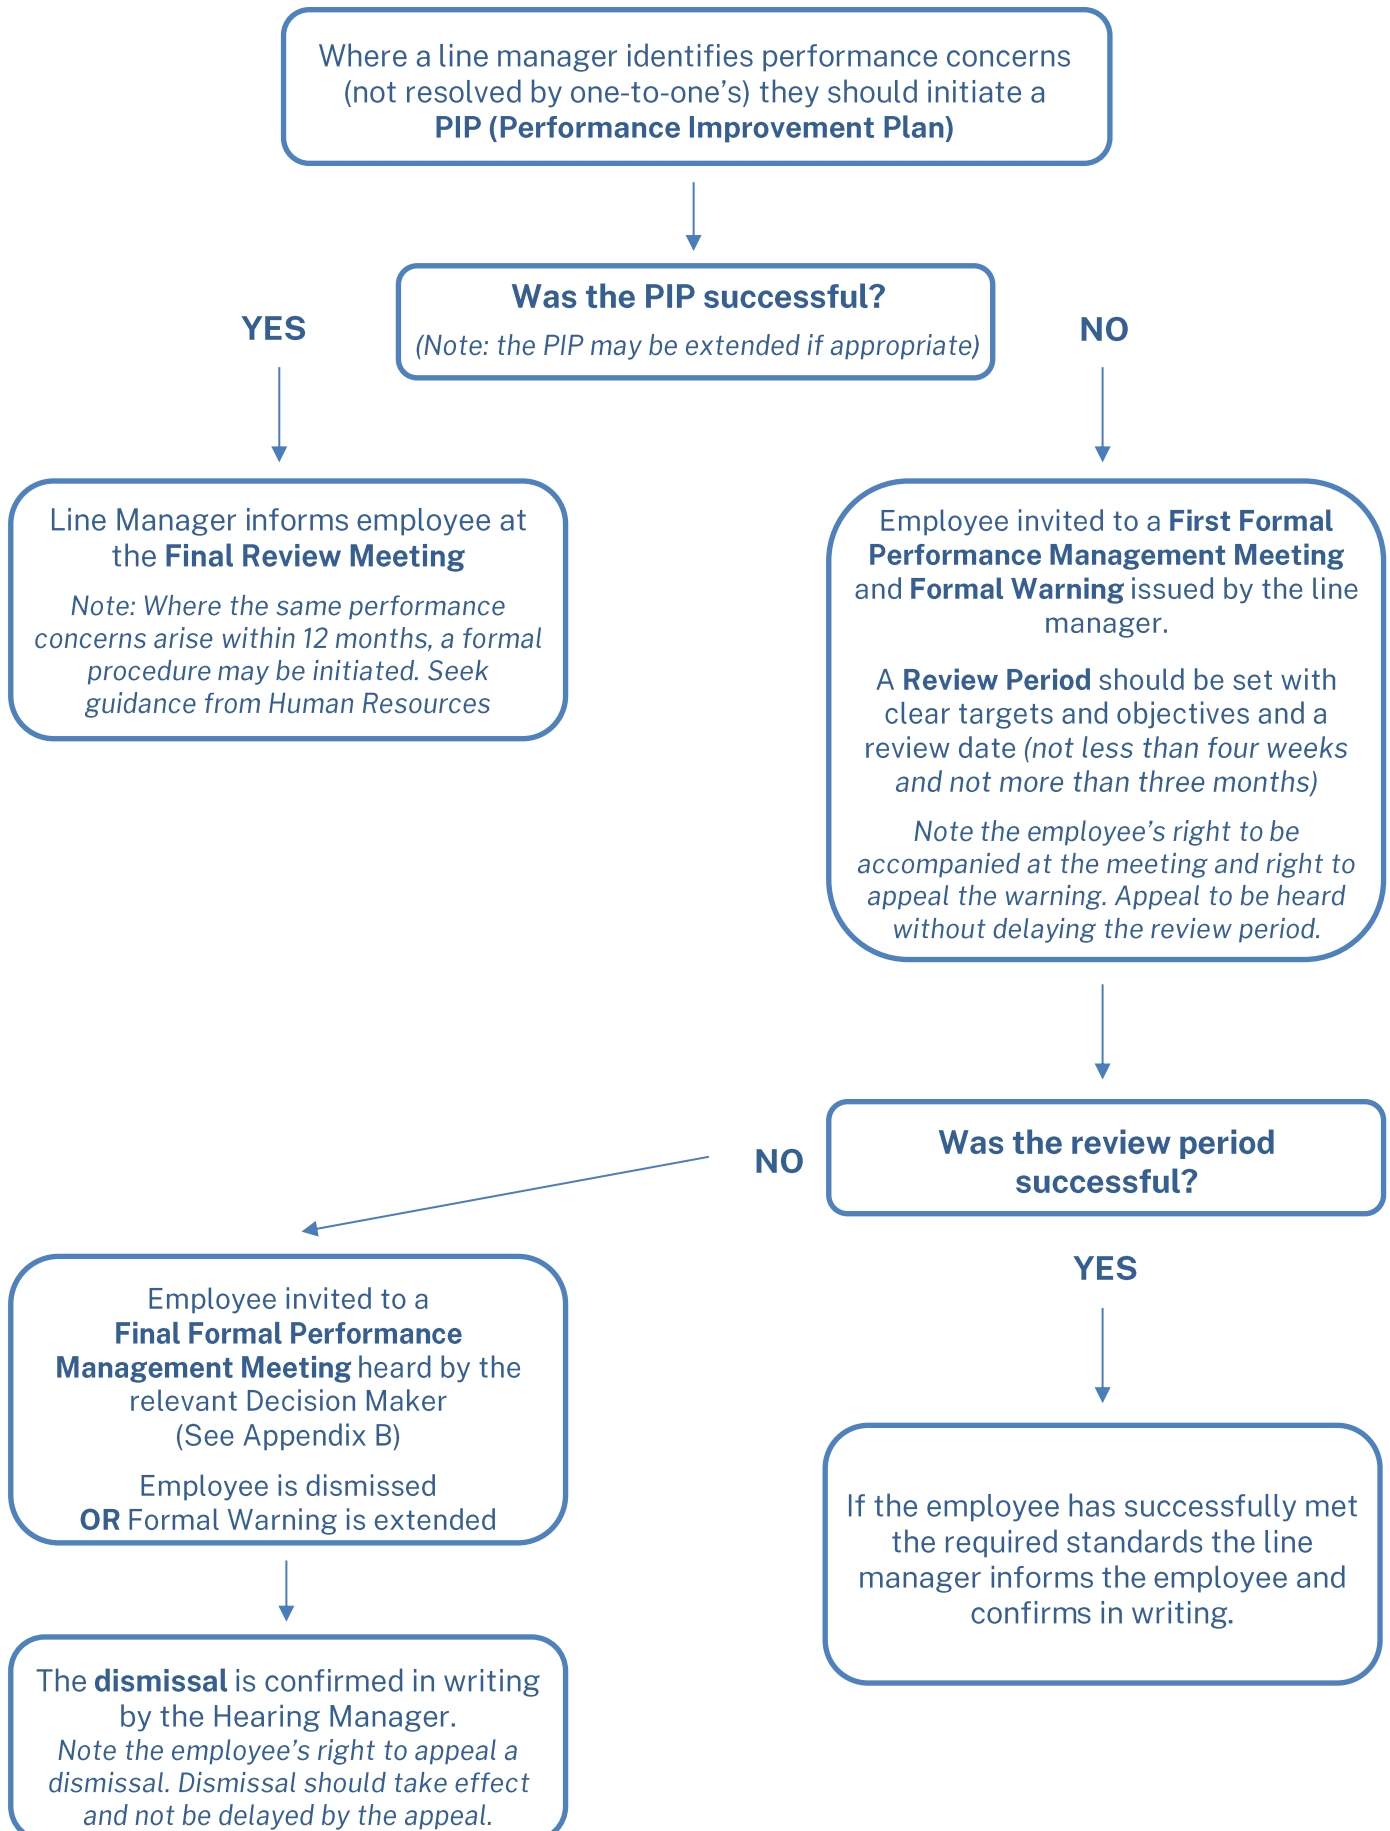 Where a line manager identifies performance concerns
(not resolved by one-to-one’s) they should initiate a
PIP (Performance Improvement Plan)
Was the PIP successful?
(Note: the PIP may be extended if appropriate)
YES
NO
Line Manager informs employee at
the Final Review Meeting
Note: Where the same performance
concerns arise within 12 months, a formal
procedure may be initiated. Seek
guidance from Human Resources
Employee invited to a First Formal
Performance Management Meeting
and Formal Warning issued by the line
manager.
A Review Period should be set with
clear targets and objectives and a
review date (not less than four weeks
and not more than three months)
Note the employee’s right to be
accompanied at the meeting and right to
appeal the warning. Appeal to be heard
without delaying the review period.
Was the review period
successful?
NO
YES
Employee invited to a
Final Formal Performance
Management Meeting heard by the
relevant Decision Maker
(See Appendix B)
Employee is dismissed
OR Formal Warning is extended
If the employee has successfully met
the required standards the line
manager informs the employee and
confirms in writing.
The dismissal is confirmed in writing
by the Hearing Manager.
Note the employee’s right to appeal a
dismissal. Dismissal should take effect
and not be delayed by the appeal.